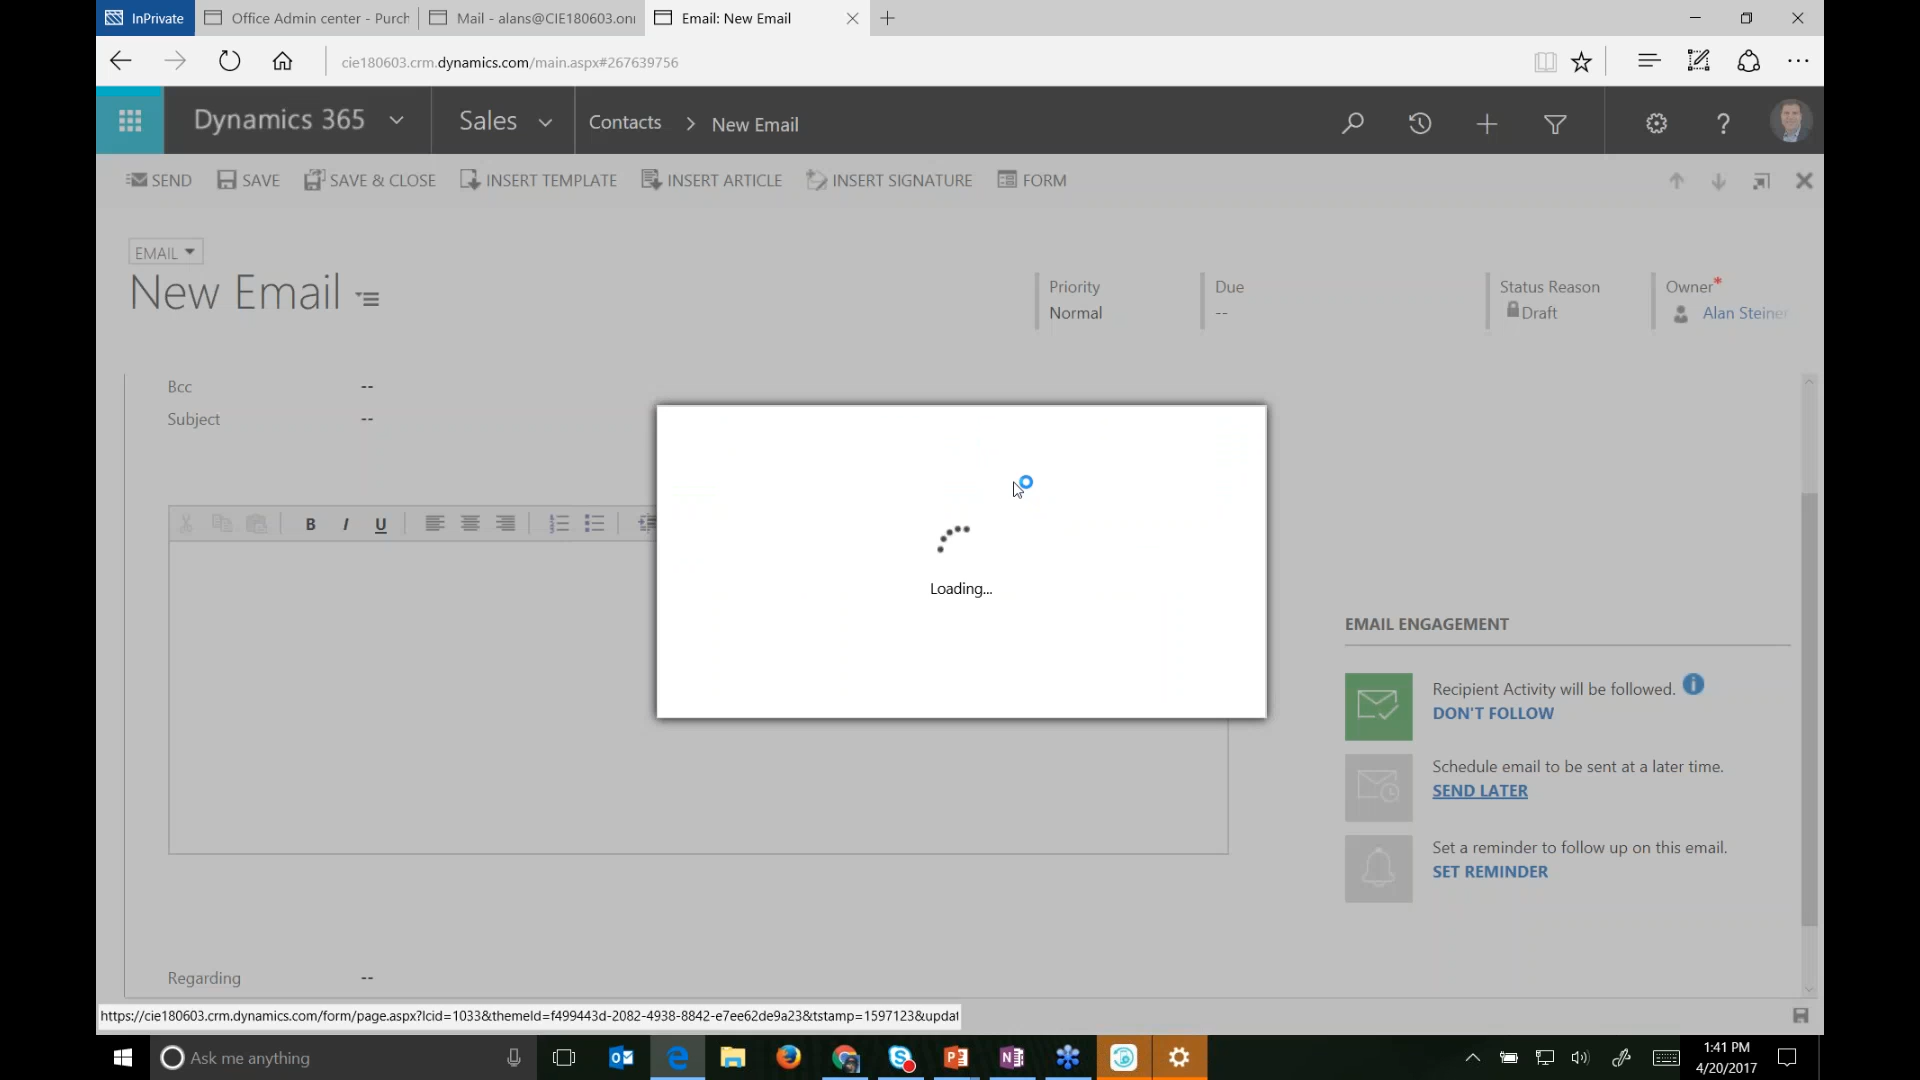 InPrivate
Office Admin center - Purch
Mail - alans@CIE180603.oni
Email: New Email
cie180603.crm.dynamics.com/main.aspx#267639756
Dynamics 365
Sales
Contacts > New Email
SEND
SAVE
SAVE & CLOSE
INSERT TEMPLATE
INSERT ARTICLE
INSERT SIGNATURE
FORM
EMAIL
New Email
Priority
Normal
Due
--
Status Reason
Draft
Owner*
Alan Steiner
Bcc --
Subject --
B I U
Loading...
EMAIL ENGAGEMENT
Recipient Activity will be followed.
DON'T FOLLOW
Schedule email to be sent at a later time.
SEND LATER
Set a reminder to follow up on this email.
SET REMINDER
Regarding --
https://cie180603.crm.dynamics.com/form/page.aspx?lcid=1033&themeId=f499443d-2082-4938-8842-e7ee62de9a23&tstamp=1597123&updat
Ask me anything
1:41 PM
4/20/2017